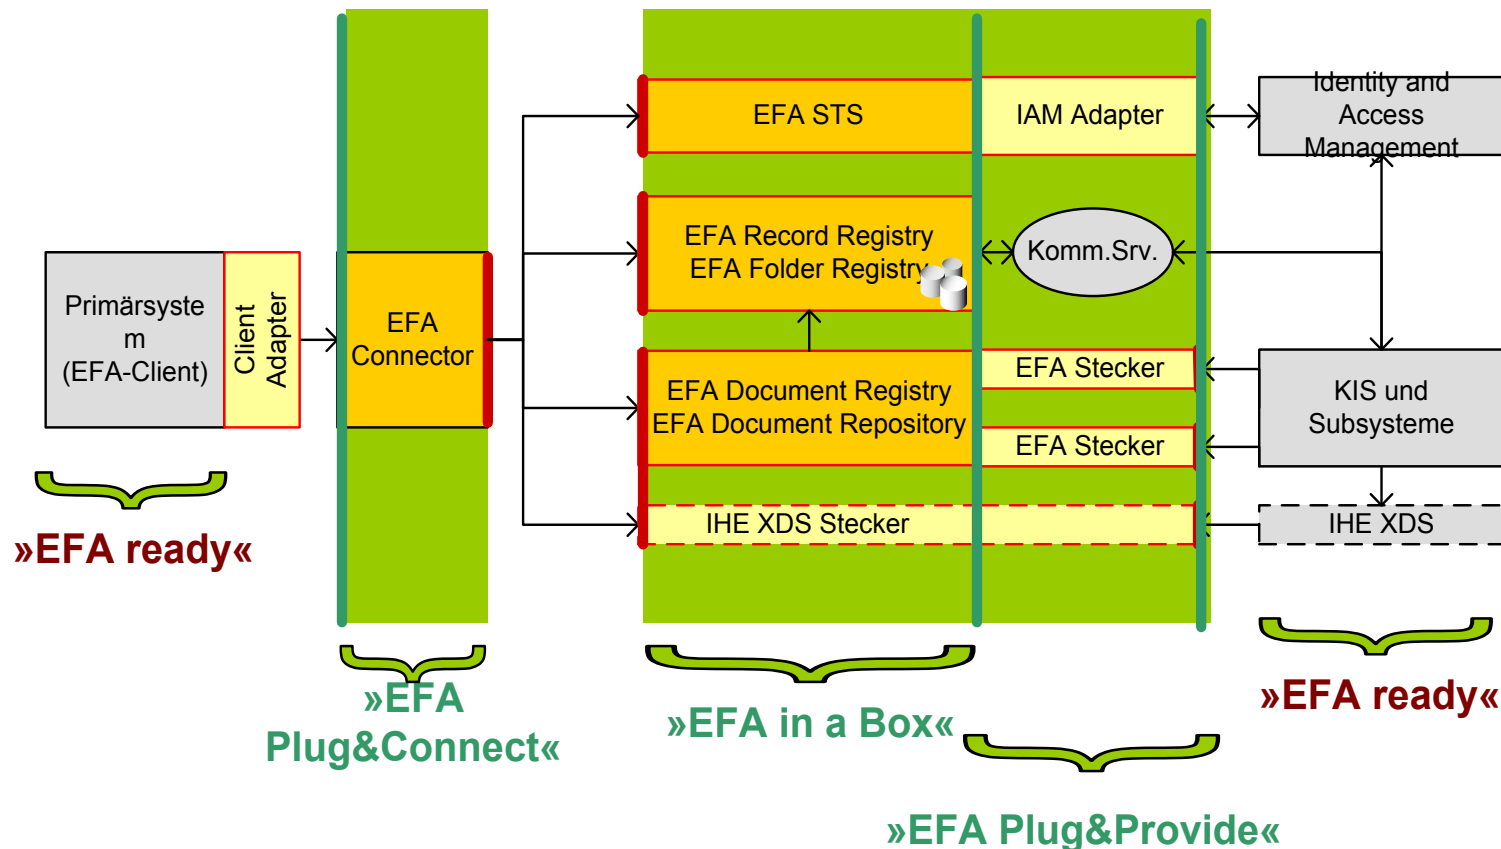 Primärsyste
m
(EFA-Client)
Client
Adapter
EFA
Connector
EFA STS
IAM Adapter
Identity and
Access
Management
EFA Record Registry
EFA Folder Registry
Komm.Srv.
EFA Document Registry
EFA Document Repository
EFA Stecker
EFA Stecker
KIS und
Subsysteme
IHE XDS Stecker
IHE XDS
»EFA ready«
»EFA
Plug&Connect«
»EFA in a Box«
»EFA ready«
»EFA Plug&Provide«